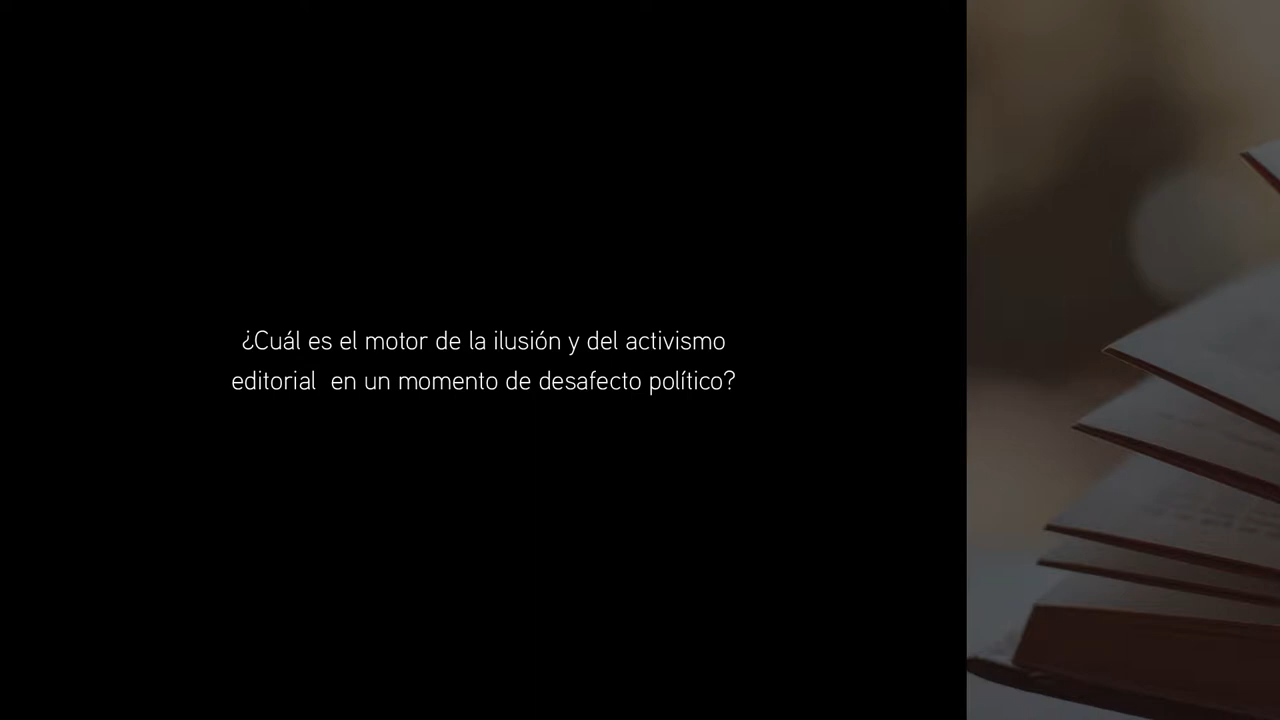 ¿Cuál es el motor de la ilusión y del activismo
editorial  en un momento de desafecto político?